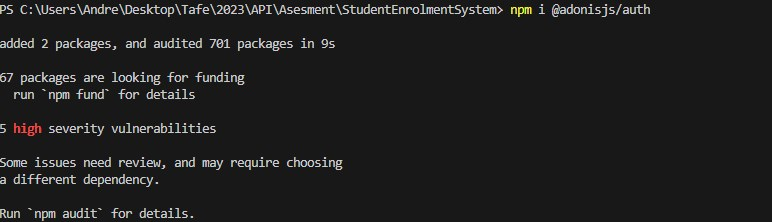 PS C:\Users\Andre\Desktop\Tafe\2023\API\Asesment\StudentEnrolmentSystem> npm i @adonisjs/auth
added 2 packages, and audited 701 packages in 9s
67 packages are looking for funding
run `npm fund` for details
5 high severity vulnerabilities
Some issues need review, and may require choosing
a different dependency.
Run `npm audit` for details.